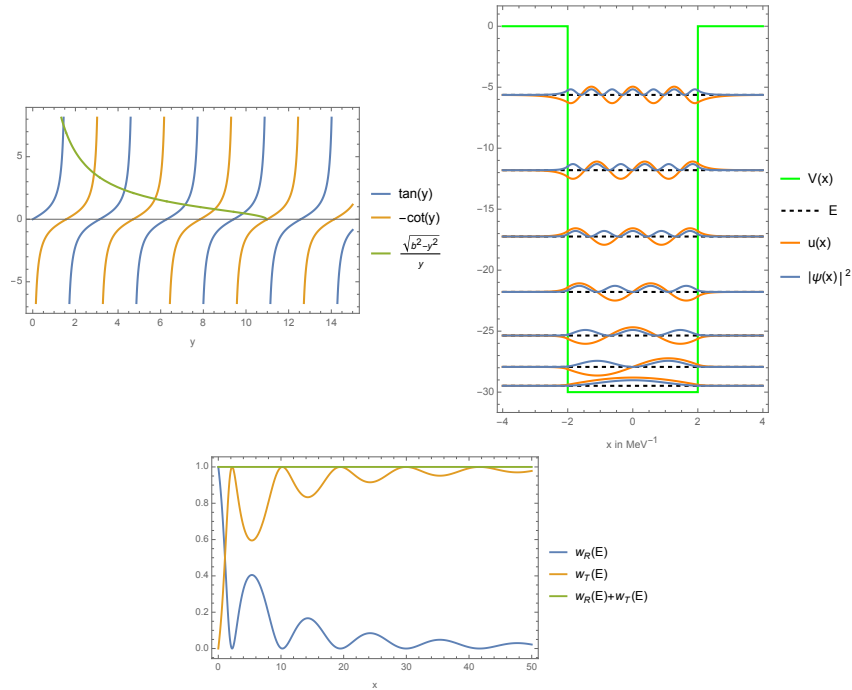 5
0
−5
0 2 4 6 8 10 12 14
y
tan(y)
−cot(y)
√b²−y²
y
0
−5
−10
−15
−20
−25
−30
−4 −2 0 2 4
x in MeV⁻¹
V(x)
E
u(x)
|ψ(x)|²
1.0
0.8
0.6
0.4
0.2
0.0
0 10 20 30 40 50
x
w_R(E)
w_T(E)
w_R(E)+w_T(E)